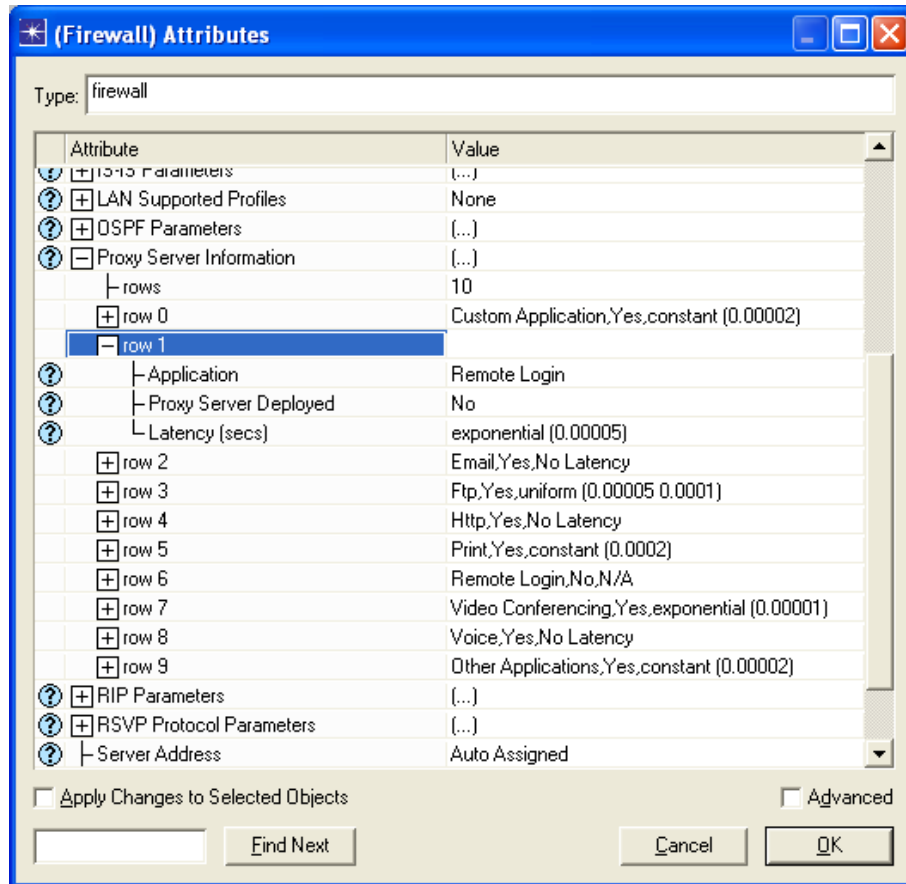 (Firewall) Attributes
Type: firewall
Attribute Value
IS-IS Parameters (...)
LAN Supported Profiles None
OSPF Parameters (...)
Proxy Server Information (...)
rows 10
row 0 Custom Application,Yes,constant (0.00002)
row 1
Application Remote Login
Proxy Server Deployed No
Latency (secs) exponential (0.00005)
row 2 Email,Yes,No Latency
row 3 Ftp,Yes,uniform (0.00005 0.0001)
row 4 Http,Yes,No Latency
row 5 Print,Yes,constant (0.0002)
row 6 Remote Login,No,N/A
row 7 Video Conferencing,Yes,exponential (0.00001)
row 8 Voice,Yes,No Latency
row 9 Other Applications,Yes,constant (0.00002)
RIP Parameters (...)
RSVP Protocol Parameters (...)
Server Address Auto Assigned
Apply Changes to Selected Objects Advanced
Find Next Cancel OK